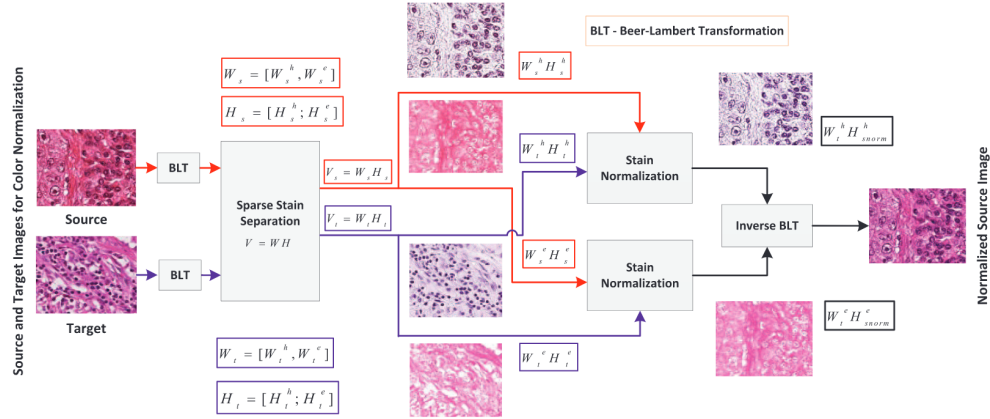 BLT - Beer-Lambert Transformation
W_s = [W_s^h, W_s^e]
H_s = [H_s^h; H_s^e]
W_s^h H_s^h
W_t^h H_snorm^h
Source and Target Images for Color Normalization
BLT
Source
Sparse Stain
Separation
V = WH
V_s = W_s H_s
V_t = W_t H_t
W_t^h H_t^h
Stain
Normalization
Inverse BLT
Normalized Source Image
BLT
Target
W_s^e H_s^e
Stain
Normalization
W_t^e H_snorm^e
W_t = [W_t^h, W_t^e]
H_t = [H_t^h; H_t^e]
W_t^e H_t^e